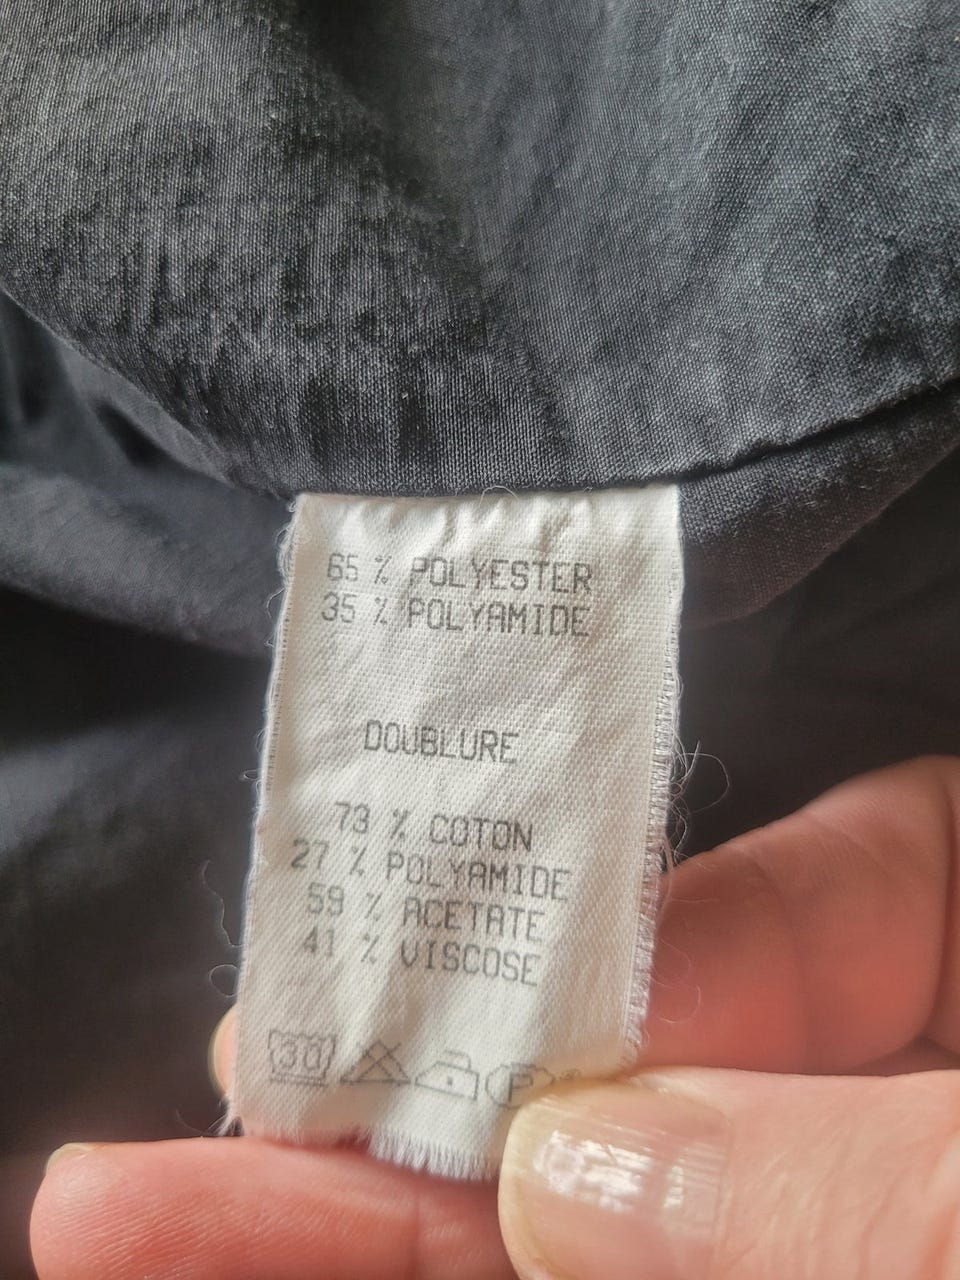 65 % POLYESTER
35 % POLYAMIDE
DOUBLURE
73 % COTON
27 % POLYAMIDE
59 % ACETATE
41 % VISCOSE
30 P